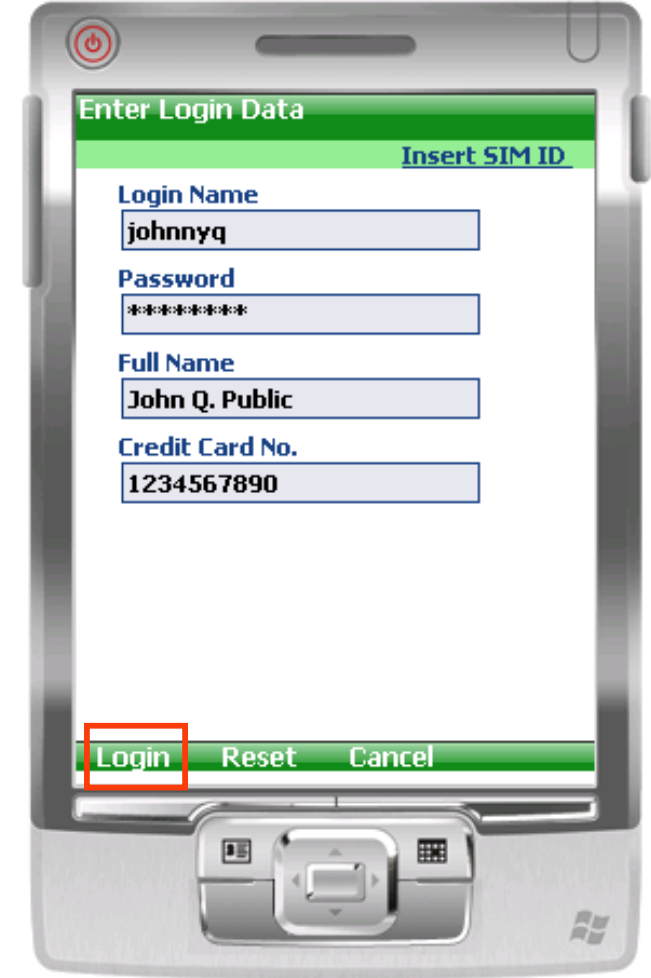 Enter Login Data
Insert SIM ID
Login Name
johnnyq
Password
********
Full Name
John Q. Public
Credit Card No.
1234567890
Login Reset Cancel